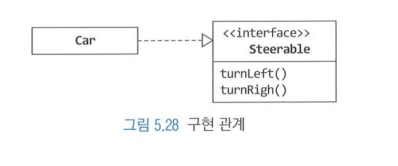 Car
<<interface>>
Steerable
turnLeft()
turnRigh()
그림 5.28 구현 관계